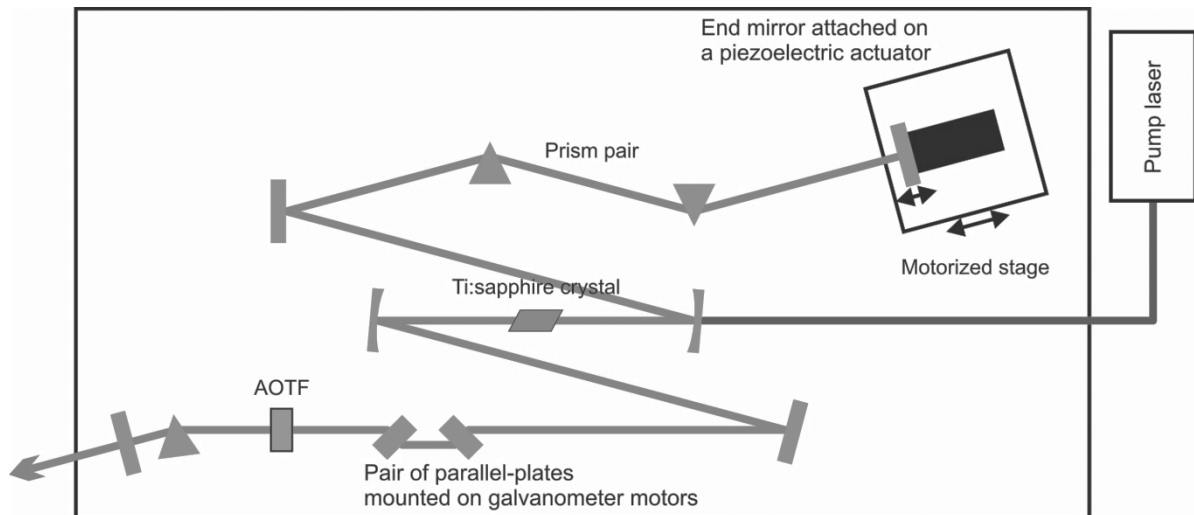 End mirror attached on
a piezoelectric actuator
Pump laser
Prism pair
Motorized stage
Ti:sapphire crystal
AOTF
Pair of parallel-plates
mounted on galvanometer motors